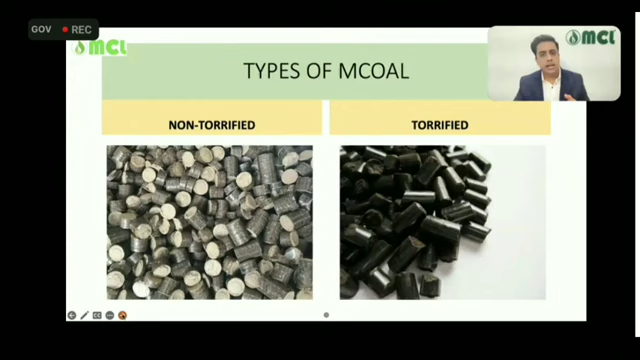 GOV REC
MCL
MCL
TYPES OF MCOAL
NON-TORRIFIED
TORRIFIED